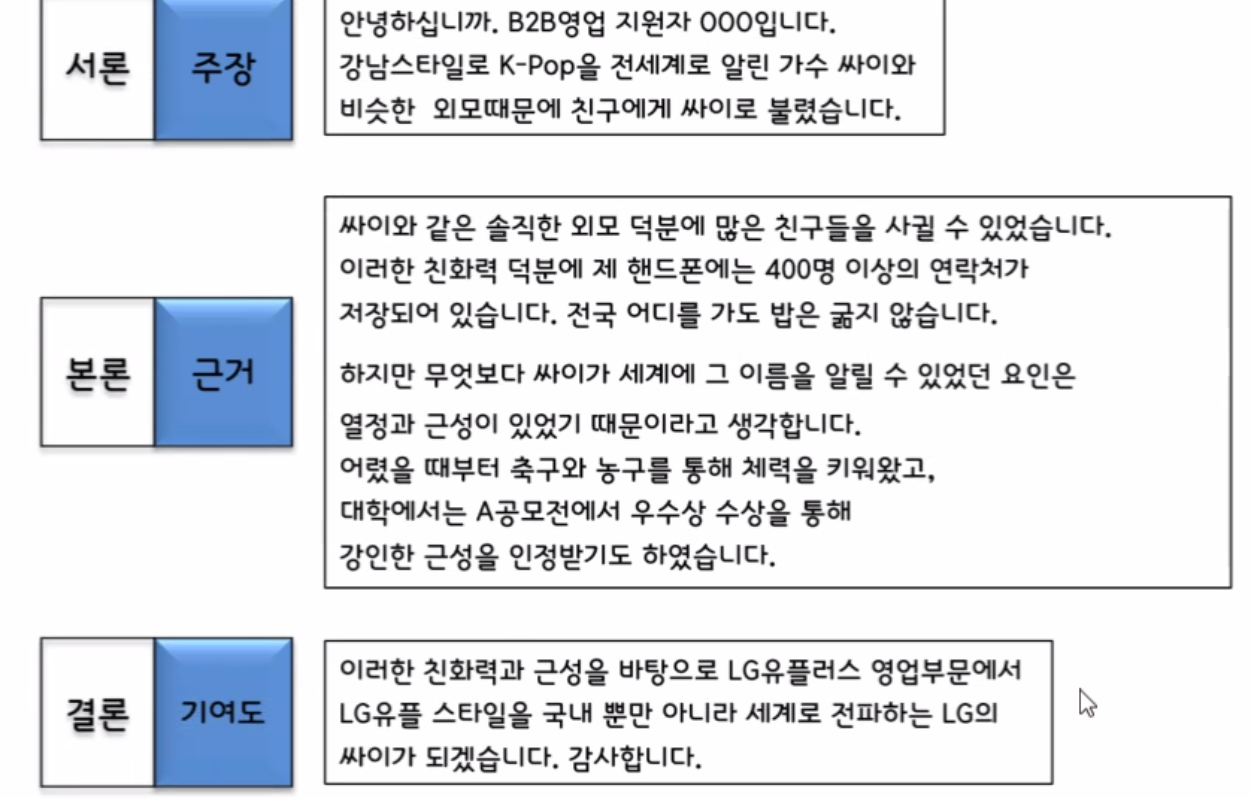 서론
주장
안녕하십니까. B2B영업 지원자 OOO입니다.
강남스타일로 K-Pop을 전세계로 알린 가수 싸이와
비슷한 외모때문에 친구에게 싸이로 불렸습니다.
본론
근거
싸이와 같은 솔직한 외모 덕분에 많은 친구들을 사귈 수 있었습니다.
이러한 친화력 덕분에 제 핸드폰에는 400명 이상의 연락처가
저장되어 있습니다. 전국 어디를 가도 밥은 굶지 않습니다.
하지만 무엇보다 싸이가 세계에 그 이름을 알릴 수 있었던 요인은
열정과 근성이 있었기 때문이라고 생각합니다.
어렸을 때부터 축구와 농구를 통해 체력을 키워왔고,
대학에서는 A공모전에서 우수상 수상을 통해
강인한 근성을 인정받기도 하였습니다.
결론
기여도
이러한 친화력과 근성을 바탕으로 LG유플러스 영업부문에서
LG유플 스타일을 국내 뿐만 아니라 세계로 전파하는 LG의
싸이가 되겠습니다. 감사합니다.